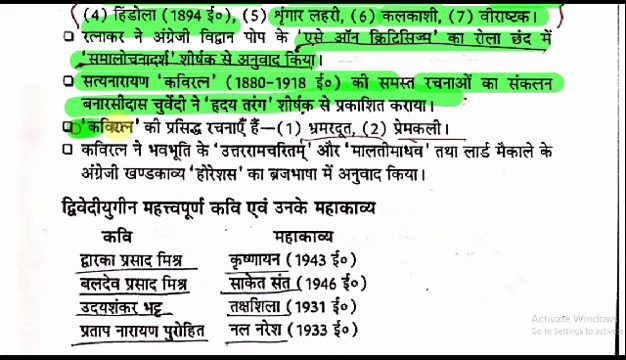 (4) हिंडोला (1894 ई०), (5) शृंगार लहरी, (6) कलकाशी, (7) वीराष्टक।
रत्नाकर ने अंग्रेजी विद्वान पोप के 'एसे ऑन क्रिटिसिज्म' का रोला छंद में
'समालोचनादर्श' शीर्षक से अनुवाद किया।
सत्यनारायण 'कविरत्न' (1880-1918 ई०) की समस्त रचनाओं का संकलन
बनारसीदास चुर्वेदी ने 'हृदय तरंग' शीर्षक से प्रकाशित कराया।
'कविरत्न' की प्रसिद्ध रचनाएँ हैं—(1) भ्रमरदूत, (2) प्रेमकली।
कविरत्न ने भवभूति के 'उत्तररामचरितम्' और 'मालतीमाधव' तथा लार्ड मैकाले के
अंग्रेजी खण्डकाव्य 'होरेशस' का ब्रजभाषा में अनुवाद किया।
द्विवेदीयुगीन महत्त्वपूर्ण कवि एवं उनके महाकाव्य
कवि महाकाव्य
द्वारका प्रसाद मिश्र कृष्णायन (1943 ई०)
बलदेव प्रसाद मिश्र साकेत संत (1946 ई०)
उदयशंकर भट्ट तक्षशिला (1931 ई०)
प्रताप नारायण पुरोहित नल नरेश (1933 ई०)
Activate Windows
Go to Settings to activate